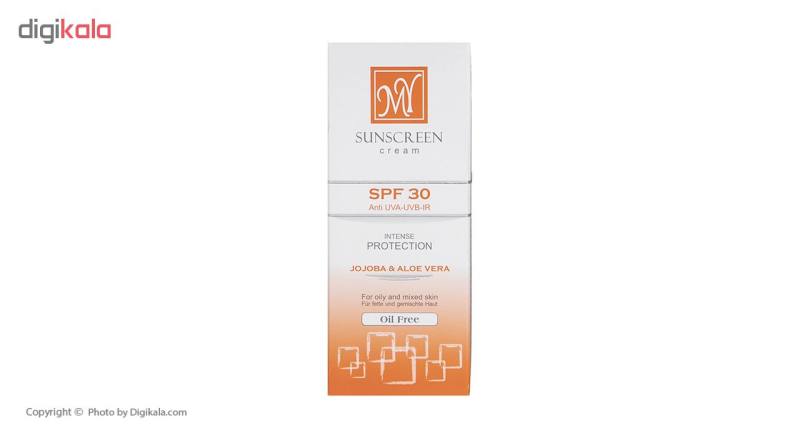 digikala
MY
SUNSCREEN
cream
SPF 30
Anti UVA-UVB-IR
INTENSE
PROTECTION
JOJOBA & ALOE VERA
For oily and mixed skin
Für fette und gemischte Haut
Oil Free
Copyright © Photo by Digikala.com